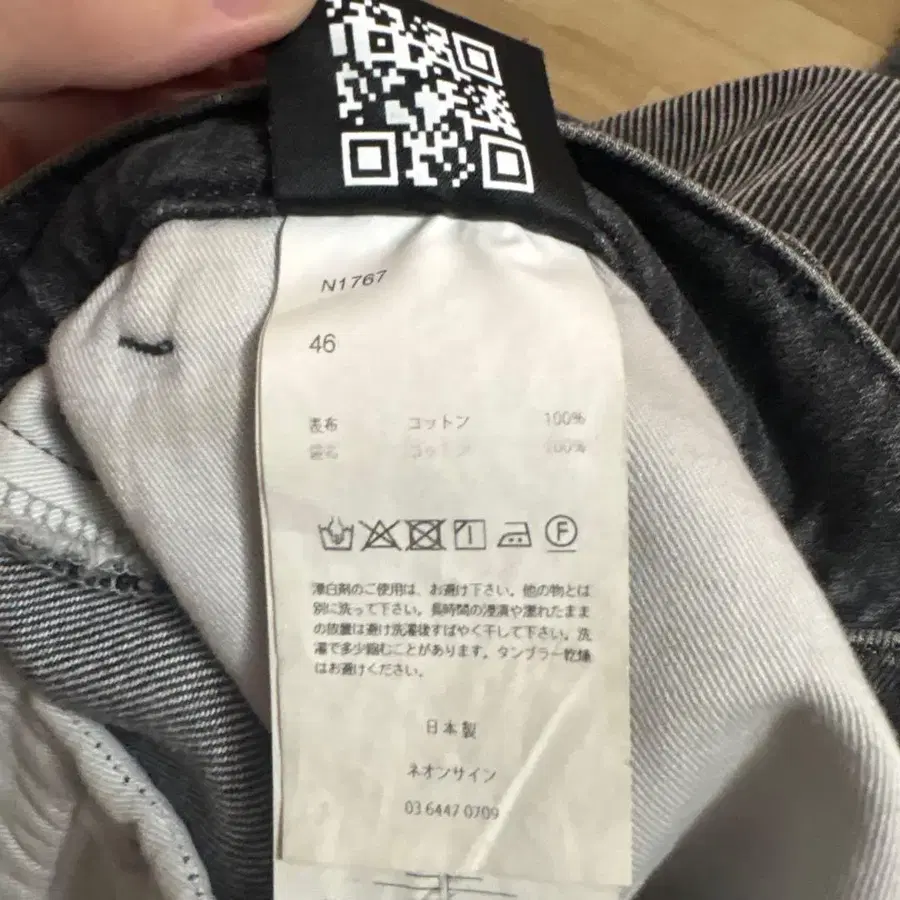 N1767
46
表布 コットン 100%
コットン 100%
F
漂白剤のご使用は、お避け下さい。他の物とは
別に洗って下さい。長時間の浸漬や濡れたまま
の放置は避け洗濯後すばやく干して下さい。洗
濯で多少縮むことがあります。タンブラー乾燥
はお避けください。
日本製
ネオンサイン
03 6447 0709